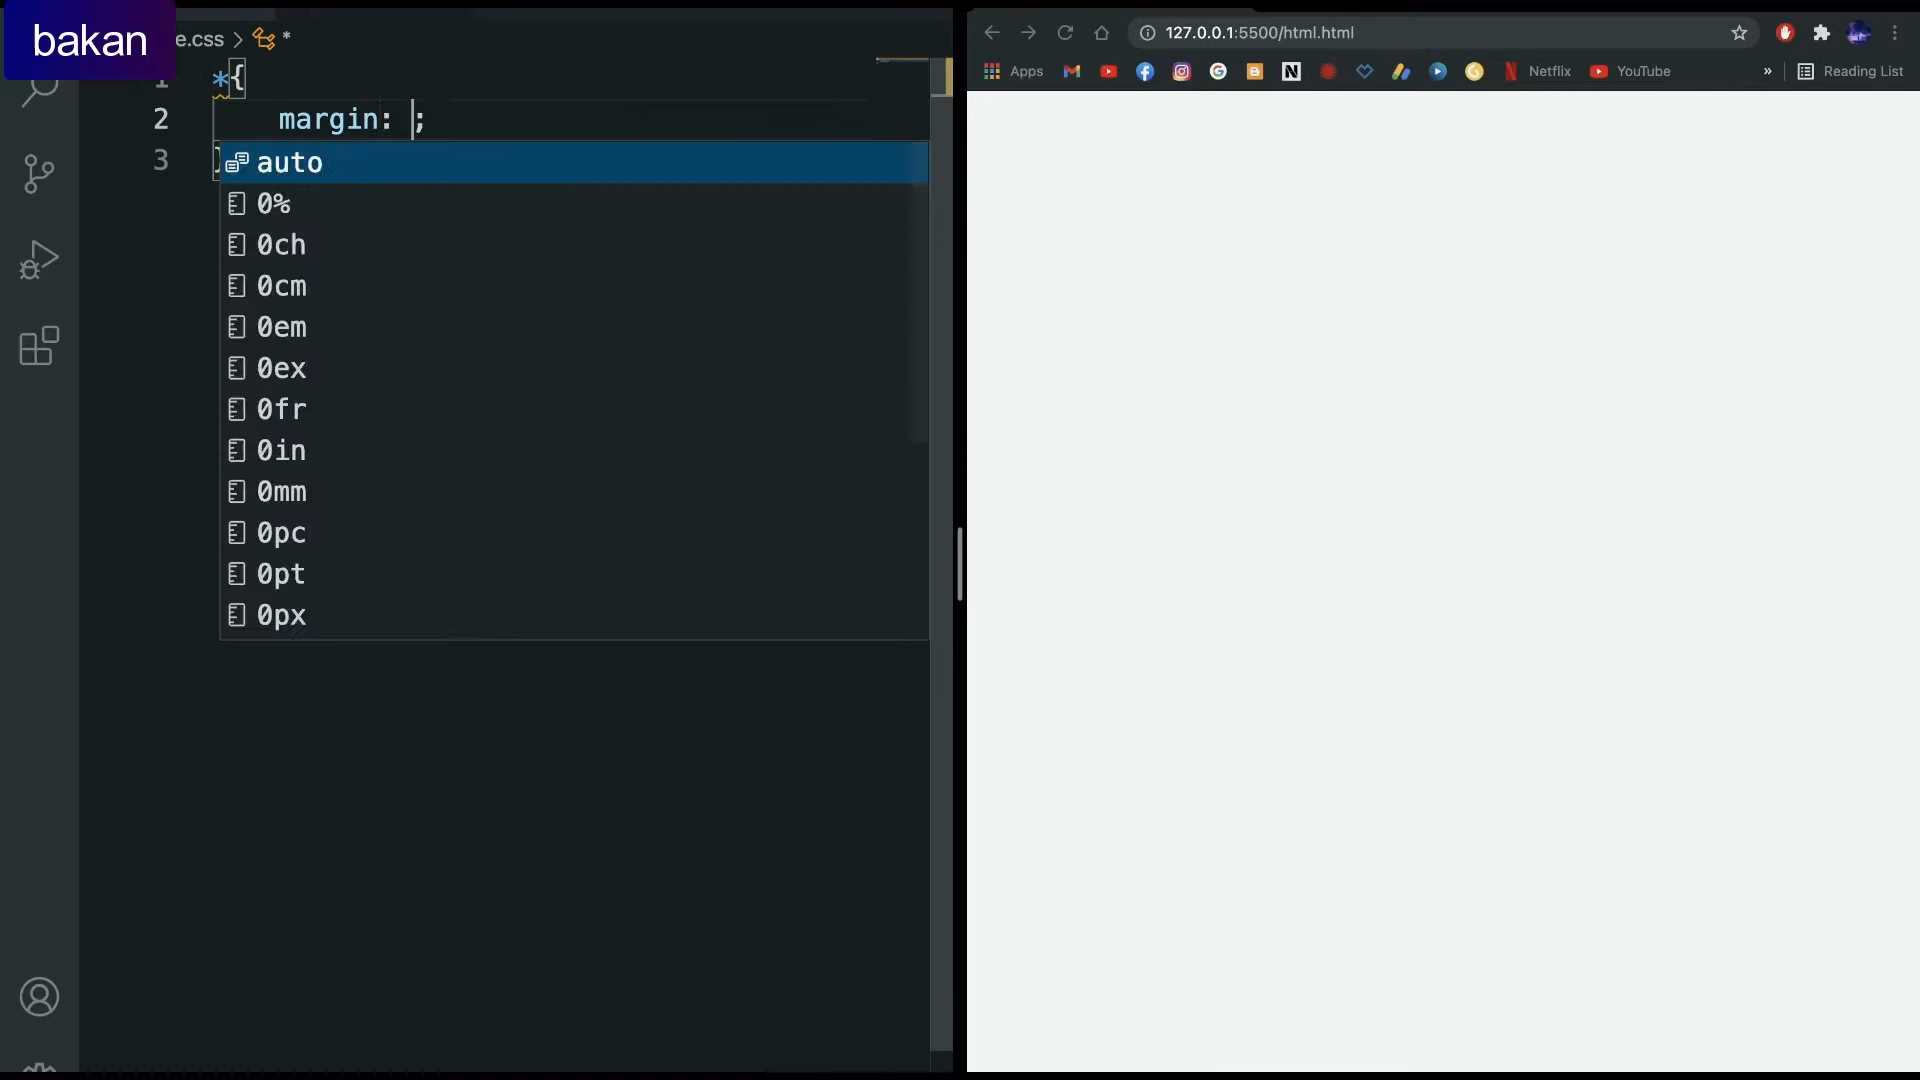 bakan
e.css > *
127.0.0.1:5500/html.html
Apps
Netflix
YouTube
»
Reading List
1 *{
2 margin: ;
3 }
auto
0%
0ch
0cm
0em
0ex
0fr
0in
0mm
0pc
0pt
0px